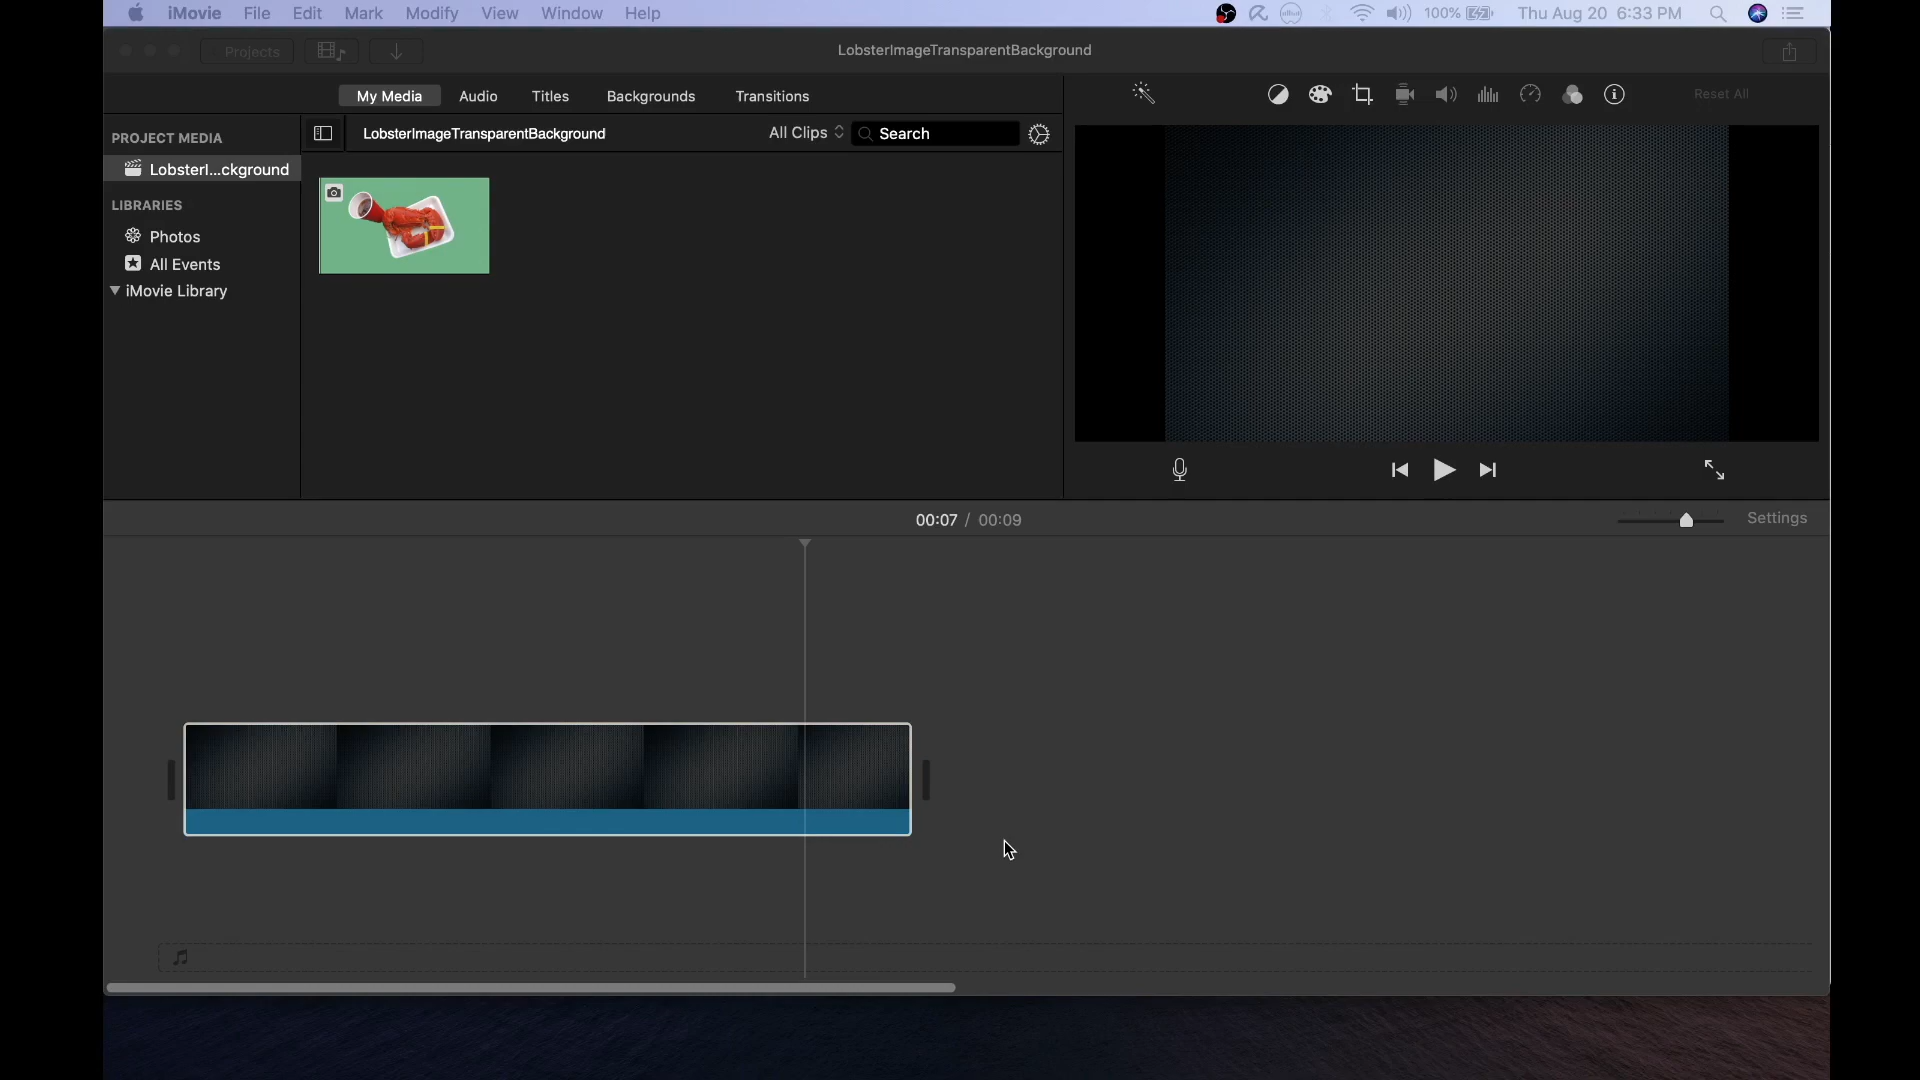 iMovie File Edit Mark Modify View Window Help 100% Thu Aug 20 6:33 PM
Projects LobsterImageTransparentBackground
My Media Audio Titles Backgrounds Transitions Reset All
PROJECT MEDIA LobsterImageTransparentBackground All Clips Search
LobsterI...ckground
LIBRARIES
Photos
All Events
iMovie Library
00:07 / 00:09 Settings